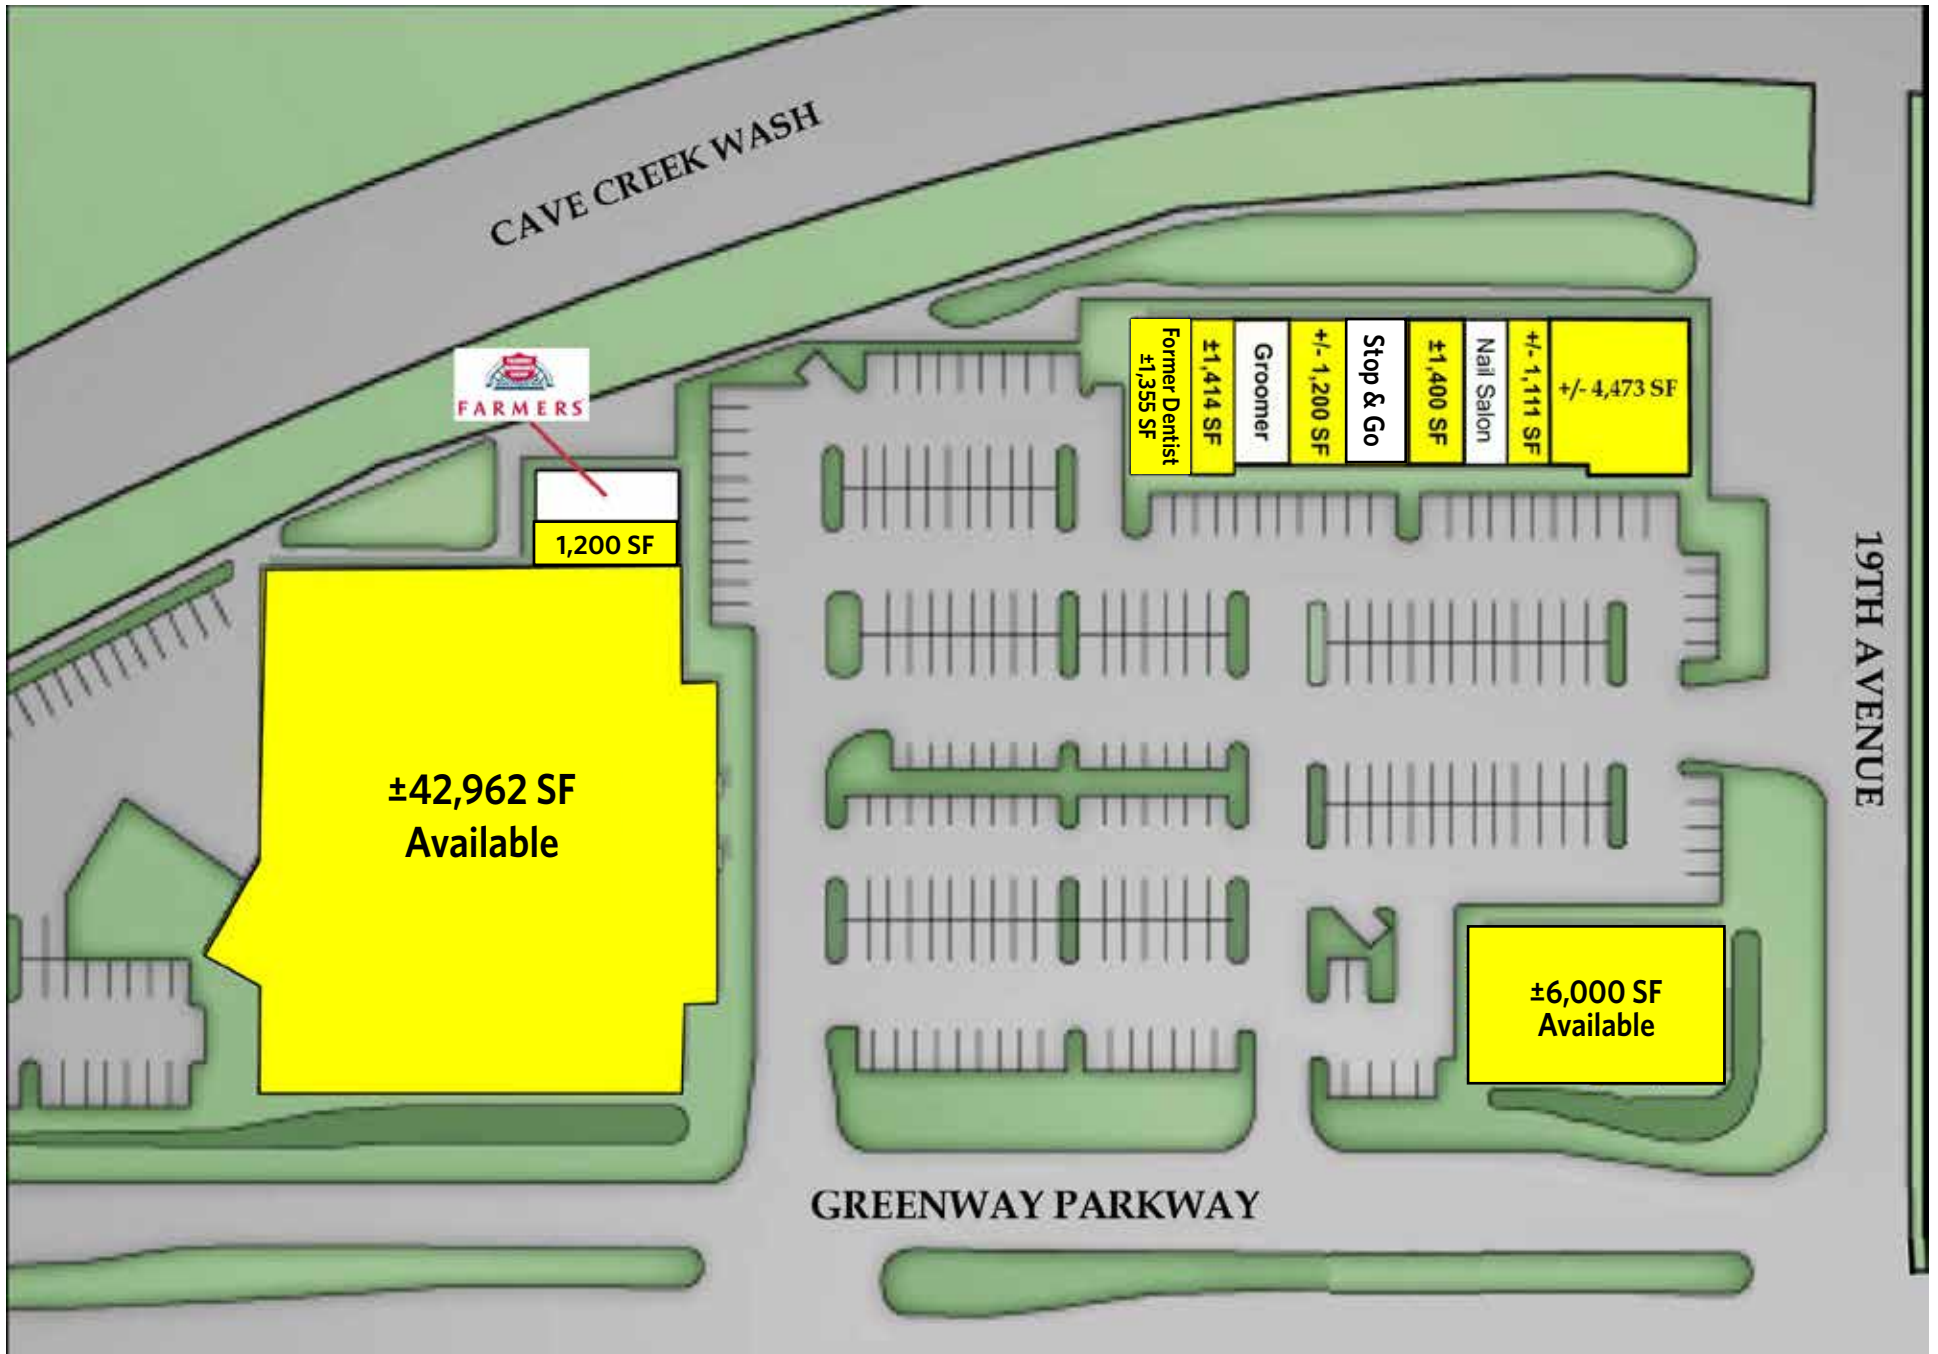 CAVE CREEK WASH
FARMERS
Former Dentist
±1,355 SF
±1,414 SF
Groomer
+/- 1,200 SF
Stop & Go
±1,400 SF
Nail Salon
+/- 1,111 SF
+/- 4,473 SF
1,200 SF
19TH AVENUE
±42,962 SF
Available
±6,000 SF
Available
GREENWAY PARKWAY